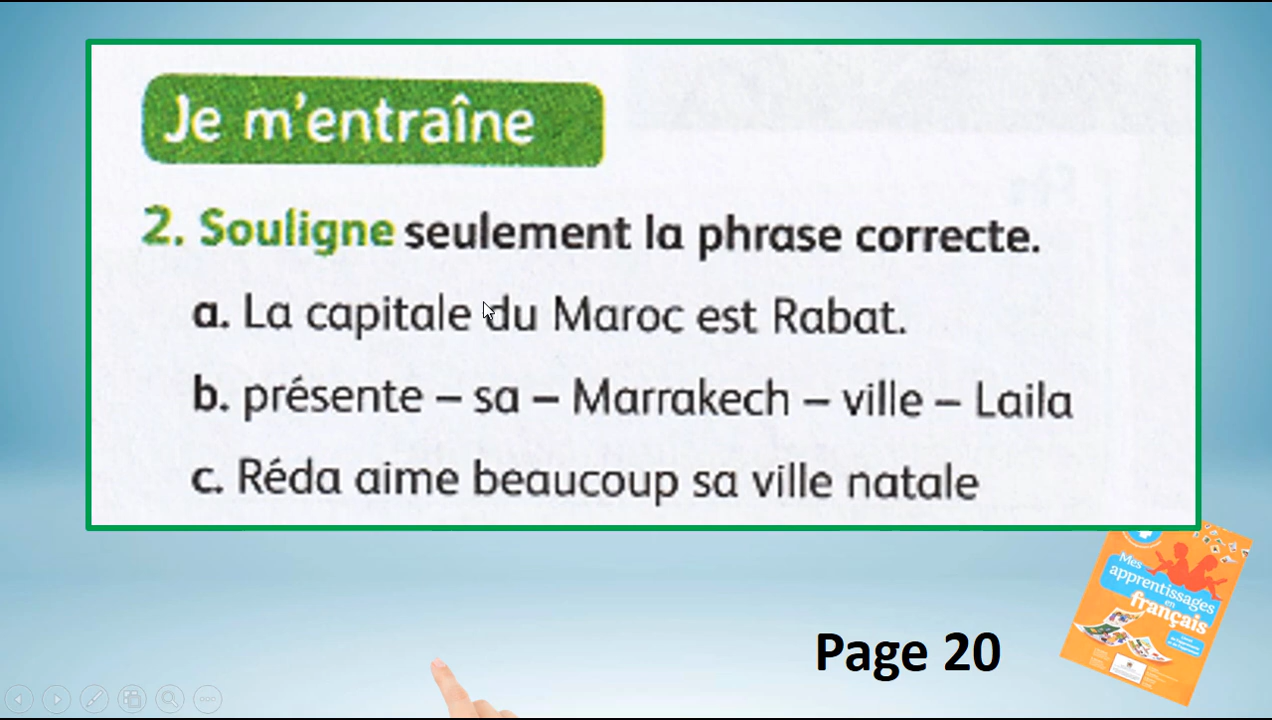 Je m'entraîne
2. Souligne seulement la phrase correcte.
a. La capitale du Maroc est Rabat.
b. présente – sa – Marrakech – ville – Laila
c. Réda aime beaucoup sa ville natale
Mes
apprentissages
en
français
Page 20